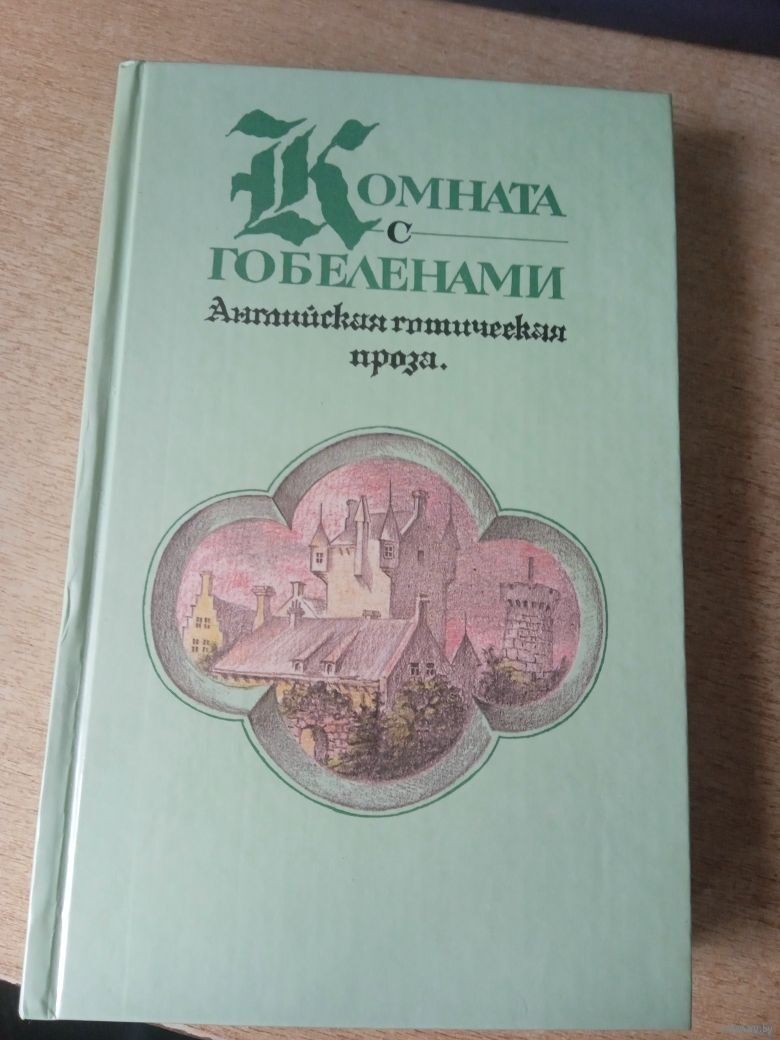 Комната
с
гобеленами
Английская готическая
проза.